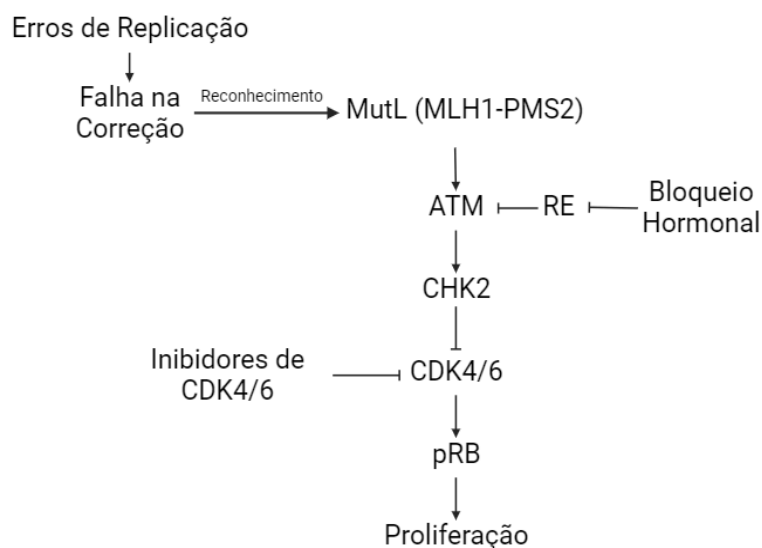 Erros de Replicação
Falha na
Correção
Reconhecimento
MutL (MLH1-PMS2)
ATM
RE
Bloqueio
Hormonal
CHK2
Inibidores de
CDK4/6
CDK4/6
pRB
Proliferação